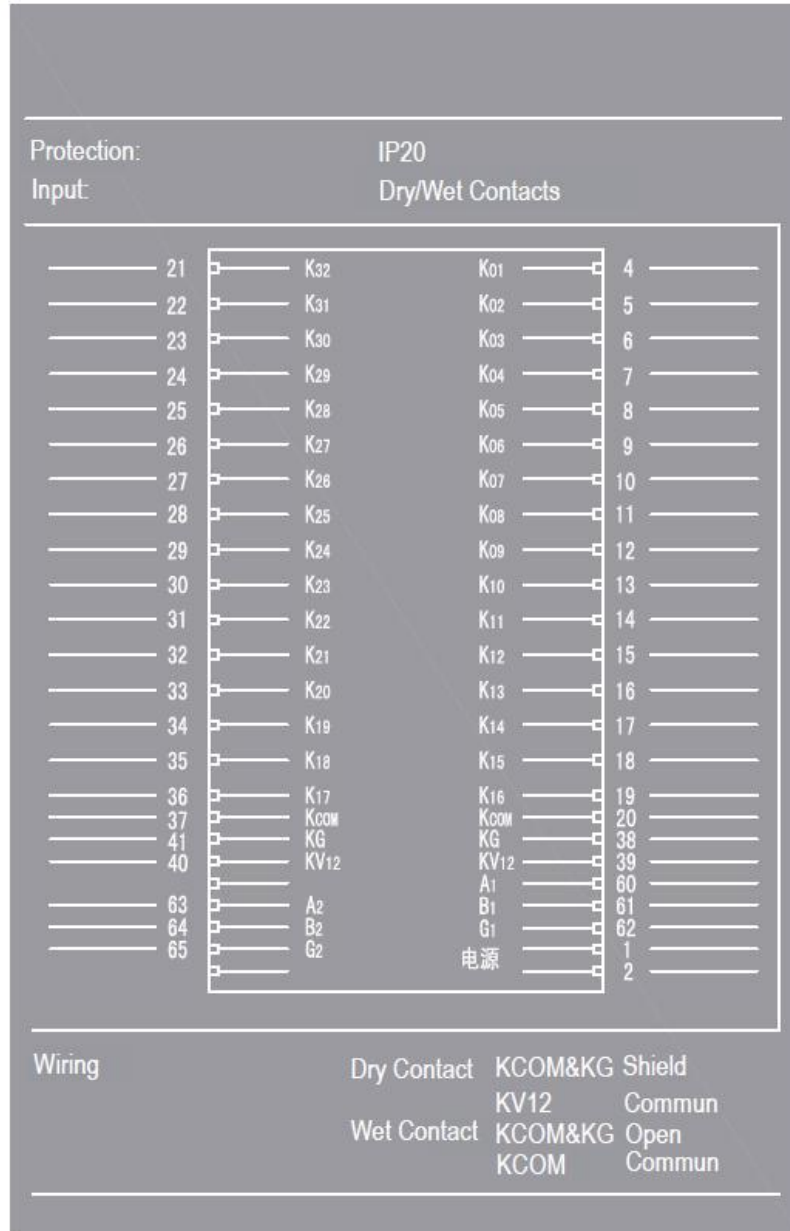 Protection: IP20
Input: Dry/Wet Contacts
21 K32 K01 4
22 K31 K02 5
23 K30 K03 6
24 K29 K04 7
25 K28 K05 8
26 K27 K06 9
27 K26 K07 10
28 K25 K08 11
29 K24 K09 12
30 K23 K10 13
31 K22 K11 14
32 K21 K12 15
33 K20 K13 16
34 K19 K14 17
35 K18 K15 18
36 K17 K16 19
37 KCOM KCOM 20
41 KG KG 38
40 KV12 KV12 39
A1 60
63 A2 B1 61
64 B2 G1 62
65 G2 电源 1
2
Wiring Dry Contact KCOM&KG Shield
KV12 Commun
Wet Contact KCOM&KG Open
KCOM Commun